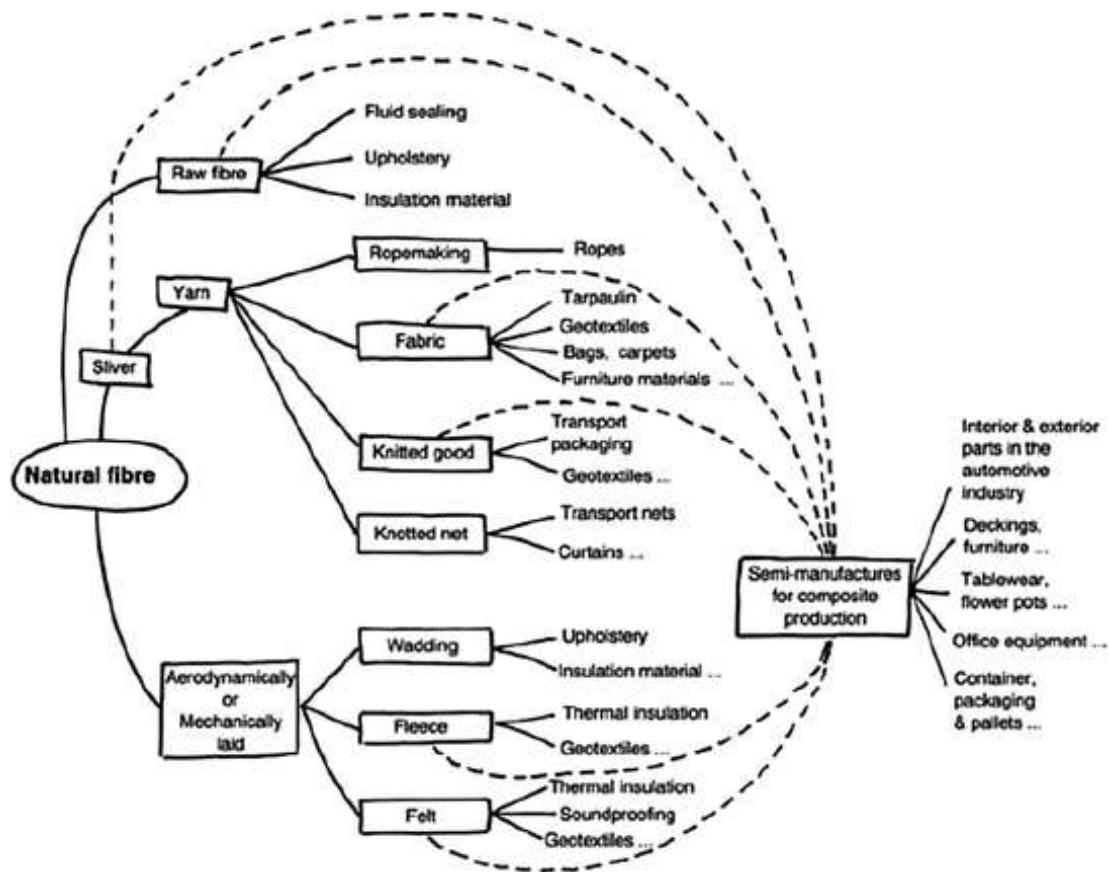 Fluid sealing
Raw fibre
Upholstery
Insulation material
Ropemaking
Ropes
Yarn
Tarpaulin
Geotextiles
Fabric
Bags, carpets
Furniture materials ...
Sliver
Transport
packaging
Knitted good
Geotextiles ...
Natural fibre
Transport nets
Knotted net
Curtains ...
Interior & exterior
parts in the
automotive
industry
Deckings,
furniture ...
Semi-manufactures
for composite
production
Tablewear,
flower pots ...
Office equipment ...
Container,
packaging
& pallets ...
Aerodynamically
or
Mechanically
laid
Wadding
Upholstery
Insulation material ...
Fleece
Thermal insulation
Geotextiles ...
Felt
Thermal insulation
Soundproofing
Geotextiles ...